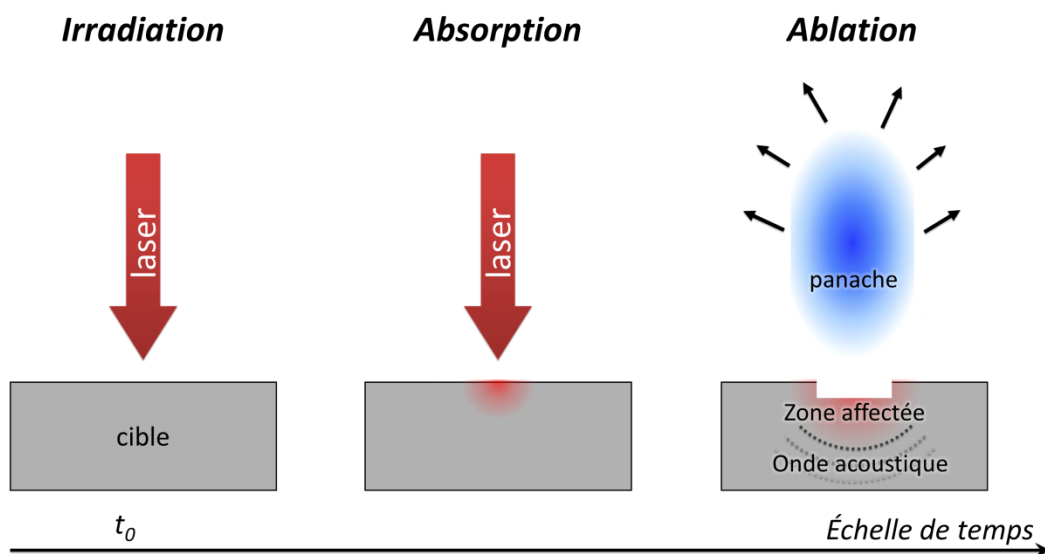 Irradiation
Absorption
Ablation
laser
laser
panache
cible
Zone affectée
Onde acoustique
t0
Échelle de temps